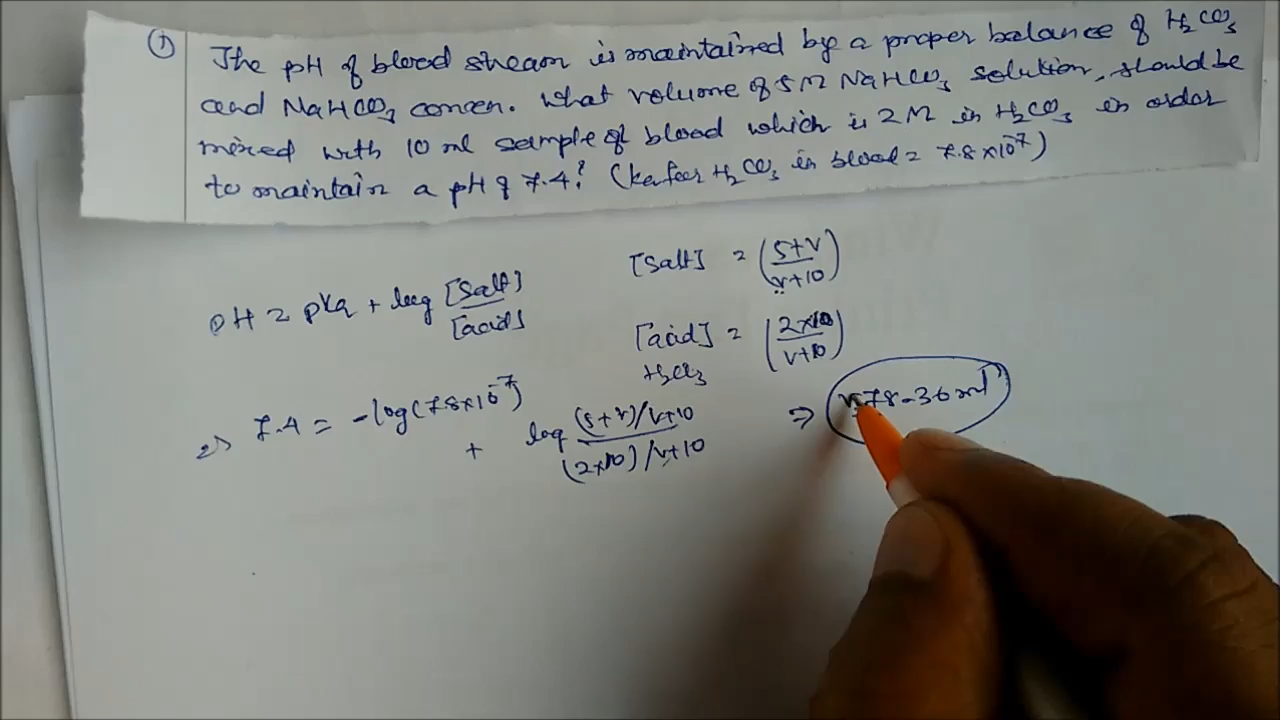 ① The pH of blood stream is maintained by a proper balance of H₂CO₃
and NaHCO₃ concen. What volume of 5M NaHCO₃ solution, should be
mixed with 10 ml sample of blood which is 2M in H₂CO₃ in order
to maintain a pH of 7.4? (ka for H₂CO₃ in blood = 7.8×10⁻⁷)
pH = pKa + log [Salt]/[acid]
[Salt] = (5+V/V+10)
[acid] = (2×10/V+10)
H₂CO₃
⇒ 7.4 = -log(7.8×10⁻⁷) + log (5+V)/V+10 / (2×10)/V+10
⇒ 78.36 ml